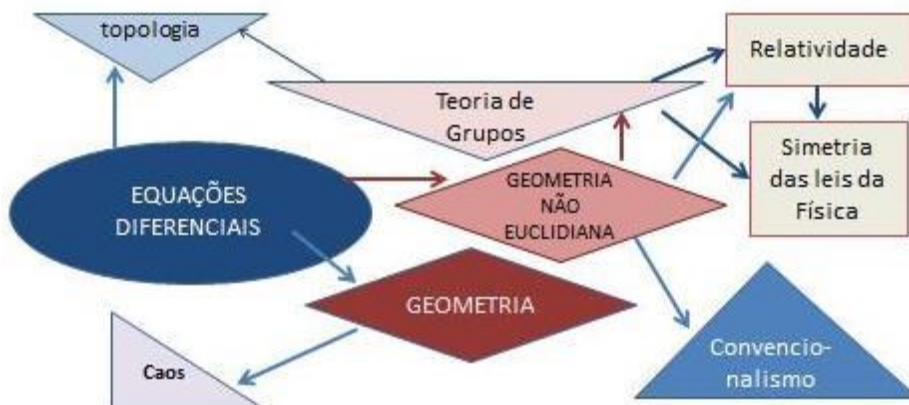 topologia
Relatividade
Teoria de
Grupos
Simetria
das leis da
Física
EQUAÇÕES
DIFERENCIAIS
GEOMETRIA
NÃO
EUCLIDIANA
GEOMETRIA
Caos
Convencio-
nalismo